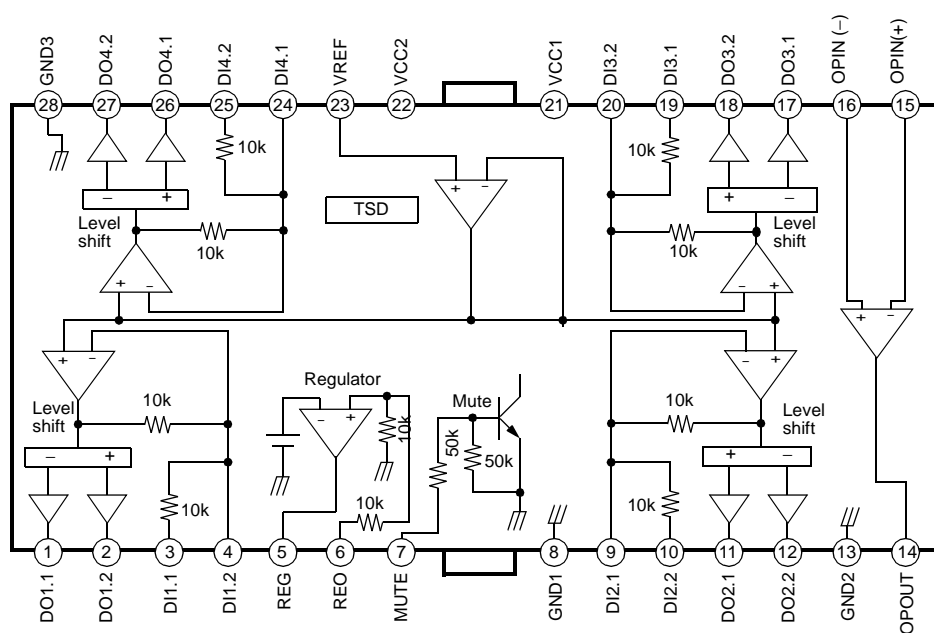 GND3
DO4.2
DO4.1
DI4.2
DI4.1
VREF
VCC2
VCC1
DI3.2
DI3.1
DO3.2
DO3.1
OPIN (−)
OPIN(+)
28 27 26 25 24 23 22 21 20 19 18 17 16 15
10k 10k
− + + −
Level
shift
TSD
Level
shift
10k 10k
+ − + − − +
+ − − + + −
Regulator
Level
shift
10k
− +
10k
Mute
10k
Level
shift
− + + −
50k
50k
10k 10k 10k
1 2 3 4 5 6 7 8 9 10 11 12 13 14
DO1.1
DO1.2
DI1.1
DI1.2
REG
REO
MUTE
GND1
DI2.1
DI2.2
DO2.1
DO2.2
GND2
OPOUT